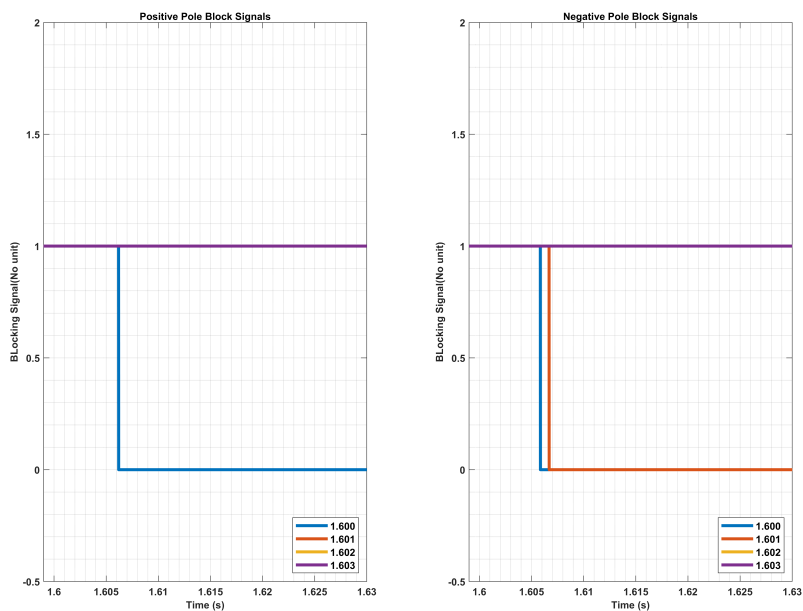 Positive Pole Block Signals
2
1.5
1
0.5
0
-0.5
BLocking Signal(No unit)
1.6 1.605 1.61 1.615 1.62 1.625 1.63
Time (s)
1.600
1.601
1.602
1.603
Negative Pole Block Signals
2
1.5
1
0.5
0
-0.5
BLocking Signal(No unit)
1.6 1.605 1.61 1.615 1.62 1.625 1.63
Time (s)
1.600
1.601
1.602
1.603